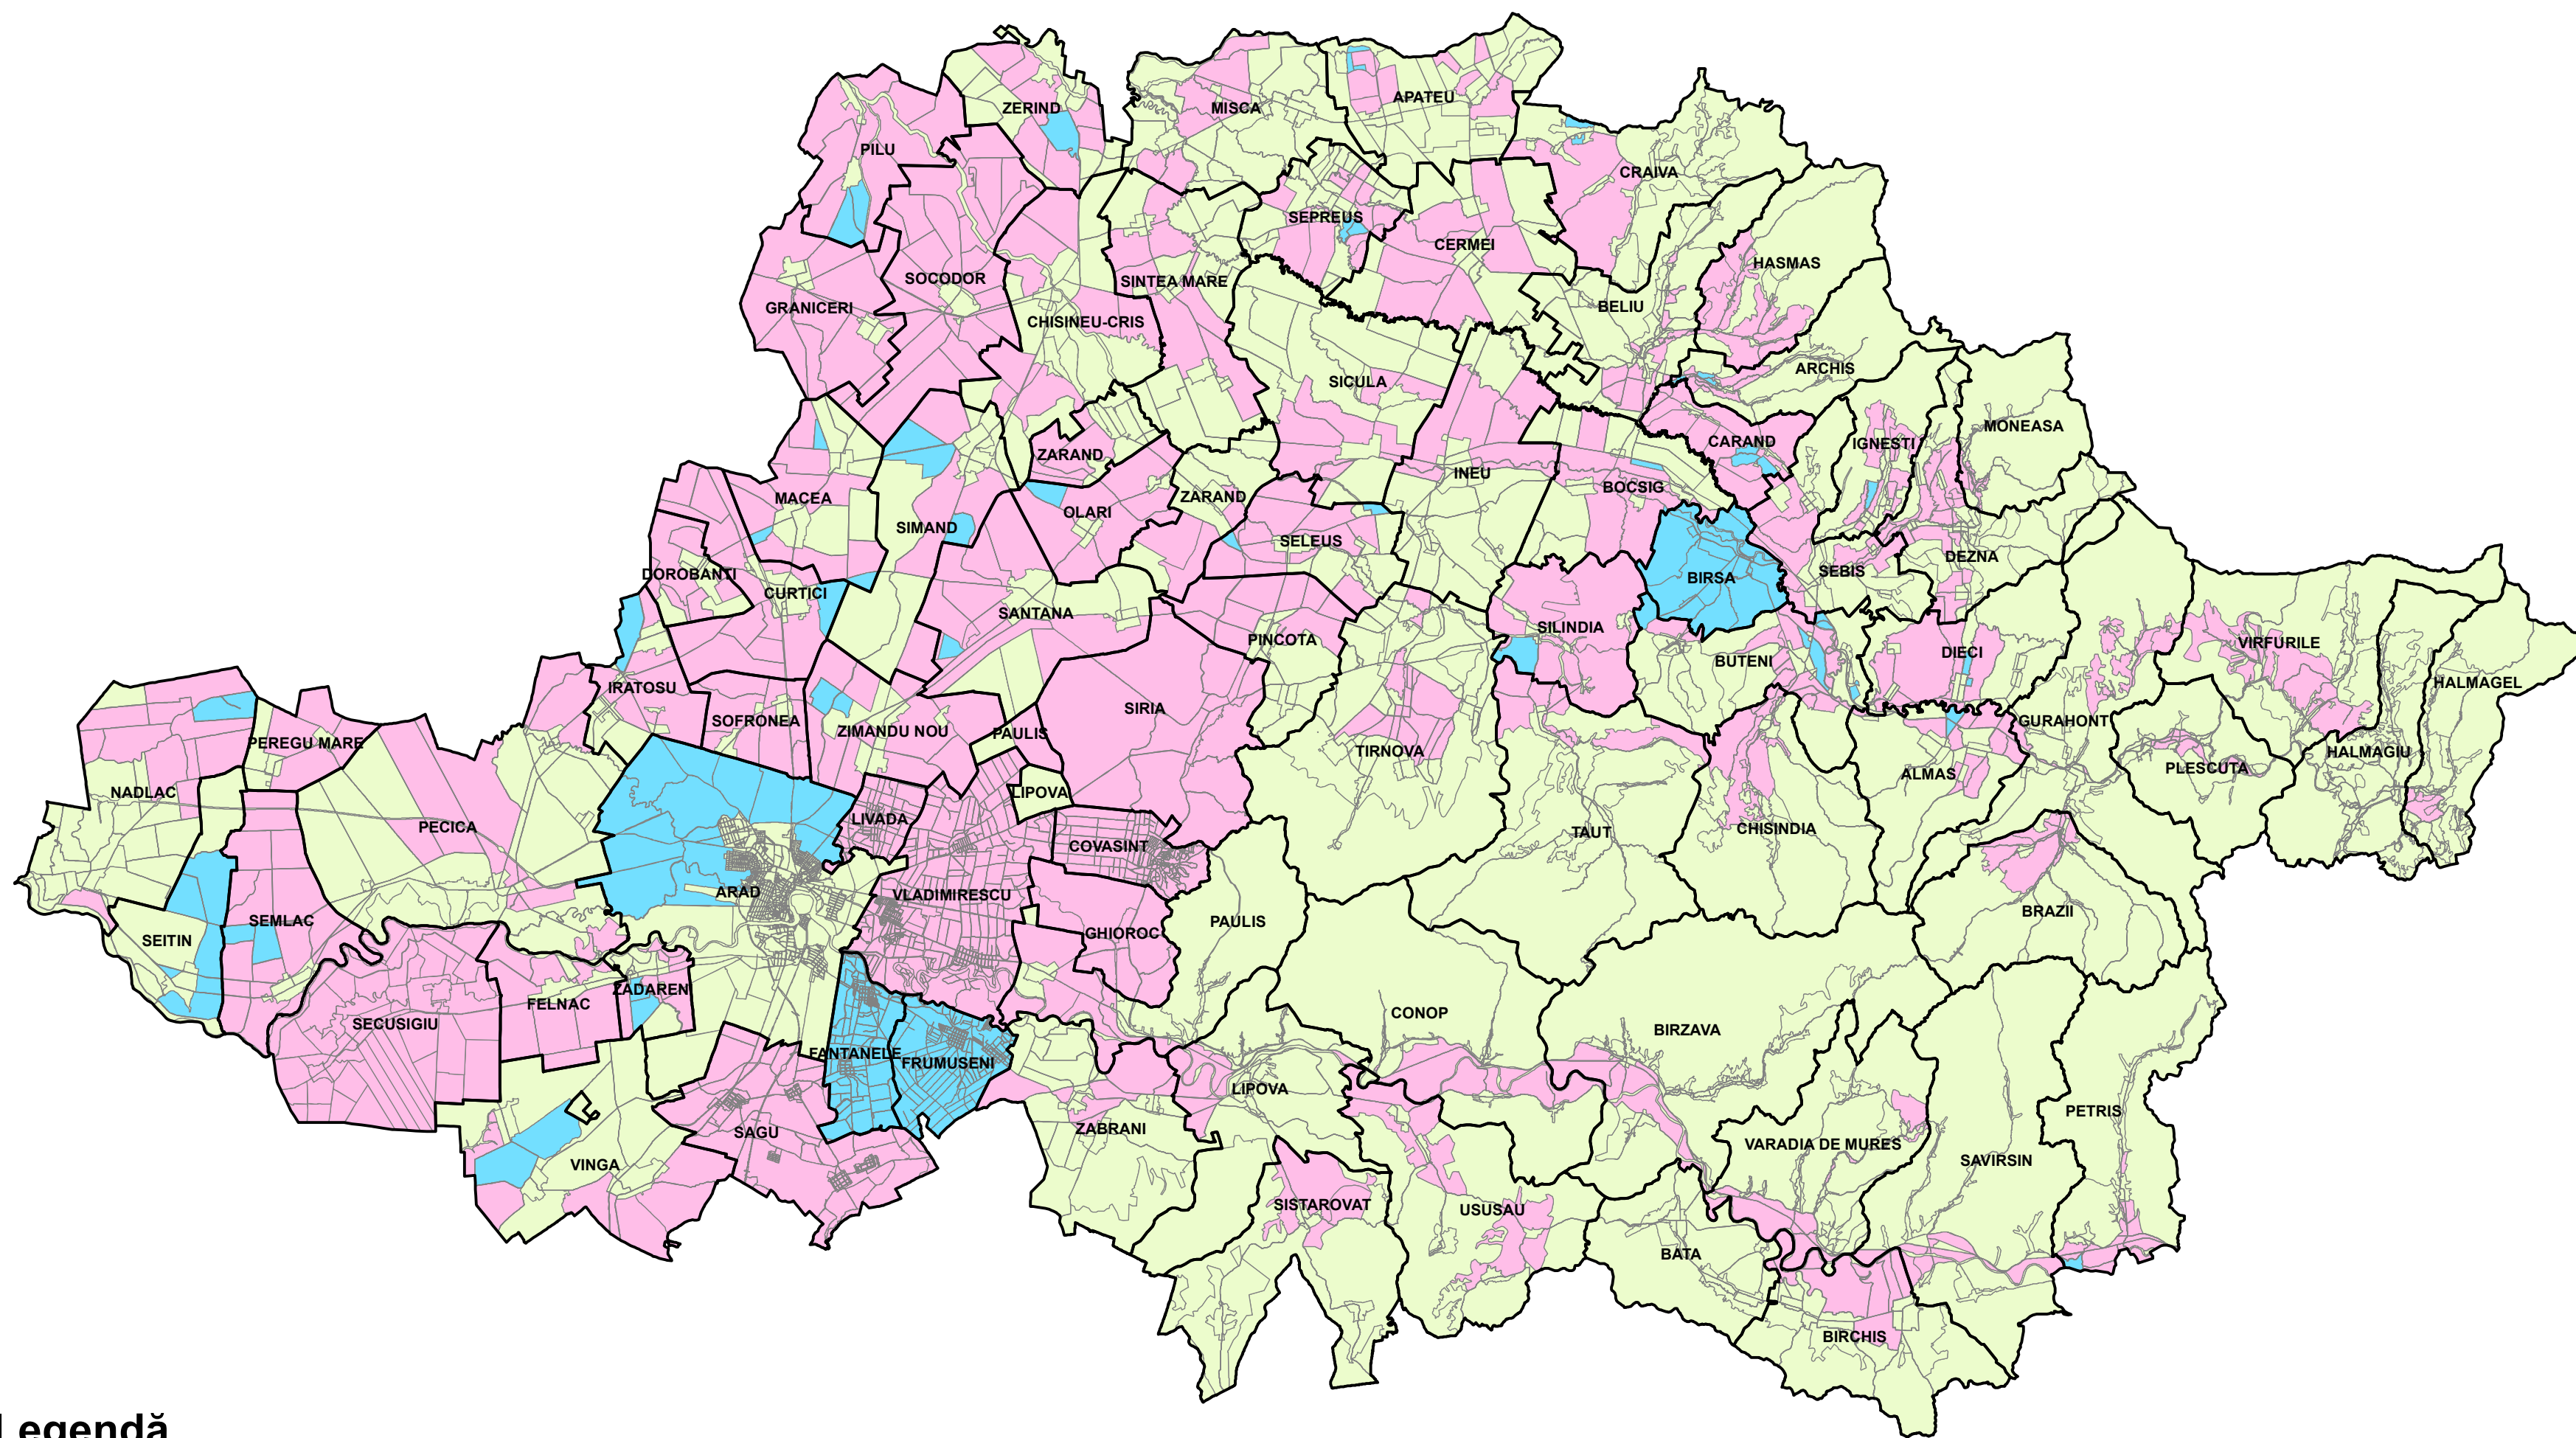 ZERIND
MISCA
APATEU
PILU
CRAIVA
SEPREUS
CERMEI
HASMAS
SOCODOR
SINTEA MARE
GRANICERI
BELIU
CHISINEU-CRIS
ARCHIS
SICULA
MONEASA
CARAND
IGNESTI
ZARAND
INEU
BOCSIG
MACEA
ZARAND
OLARI
SIMAND
SELEUS
DEZNA
SEBIS
DOROBANTI
BIRSA
CURTICI
SANTANA
SILINDIA
PINCOTA
VIRFURILE
DIECI
BUTENI
HALMAGEL
IRATOSU
SIRIA
SOFRONEA
GURAHONT
ZIMANDU NOU
PAULIS
PEREGU MARE
TIRNOVA
HALMAGIU
PLESCUTA
ALMAS
NADLAC
LIPOVA
LIVADA
PECICA
CHISINDIA
TAUT
COVASINT
ARAD
VLADIMIRESCU
BRAZII
SEMLAC
PAULIS
GHIOROC
SEITIN
ZADAREN
FELNAC
CONOP
SECUSIGIU
BIRZAVA
FANTANELE
FRUMUSENI
LIPOVA
PETRIS
ZABRANI
SAGU
VARADIA DE MURES
SAVIRSIN
VINGA
SISTAROVAT
USUSAU
BATA
BIRCHIS
Legendă